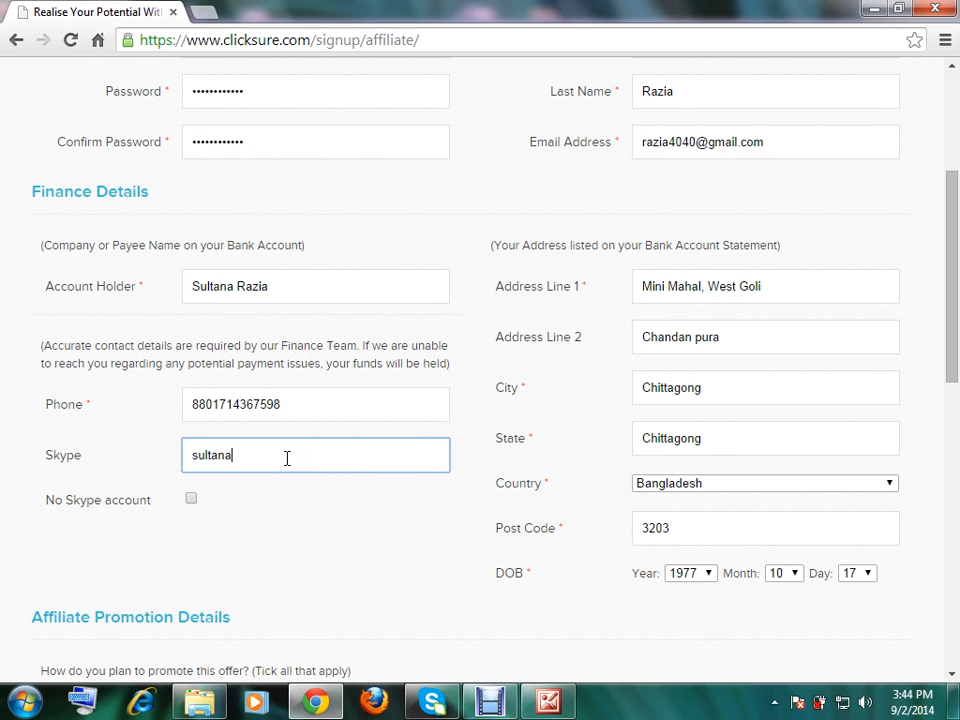 Realise Your Potential Wit
https://www.clicksure.com/signup/affiliate/
Password * ••••••••••••
Last Name * Razia
Confirm Password * ••••••••••••
Email Address * razia4040@gmail.com
Finance Details
(Company or Payee Name on your Bank Account)
(Your Address listed on your Bank Account Statement)
Account Holder * Sultana Razia
Address Line 1 * Mini Mahal, West Goli
(Accurate contact details are required by our Finance Team. If we are unable
to reach you regarding any potential payment issues, your funds will be held)
Address Line 2 Chandan pura
Phone * 8801714367598
City * Chittagong
Skype sultana
State * Chittagong
No Skype account
Country * Bangladesh
Post Code * 3203
DOB * Year: 1977 Month: 10 Day: 17
Affiliate Promotion Details
How do you plan to promote this offer? (Tick all that apply)
3:44 PM
9/2/2014